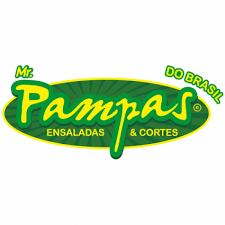 Mr.
DO BRASIL
Pampas®
ENSALADAS & CORTES